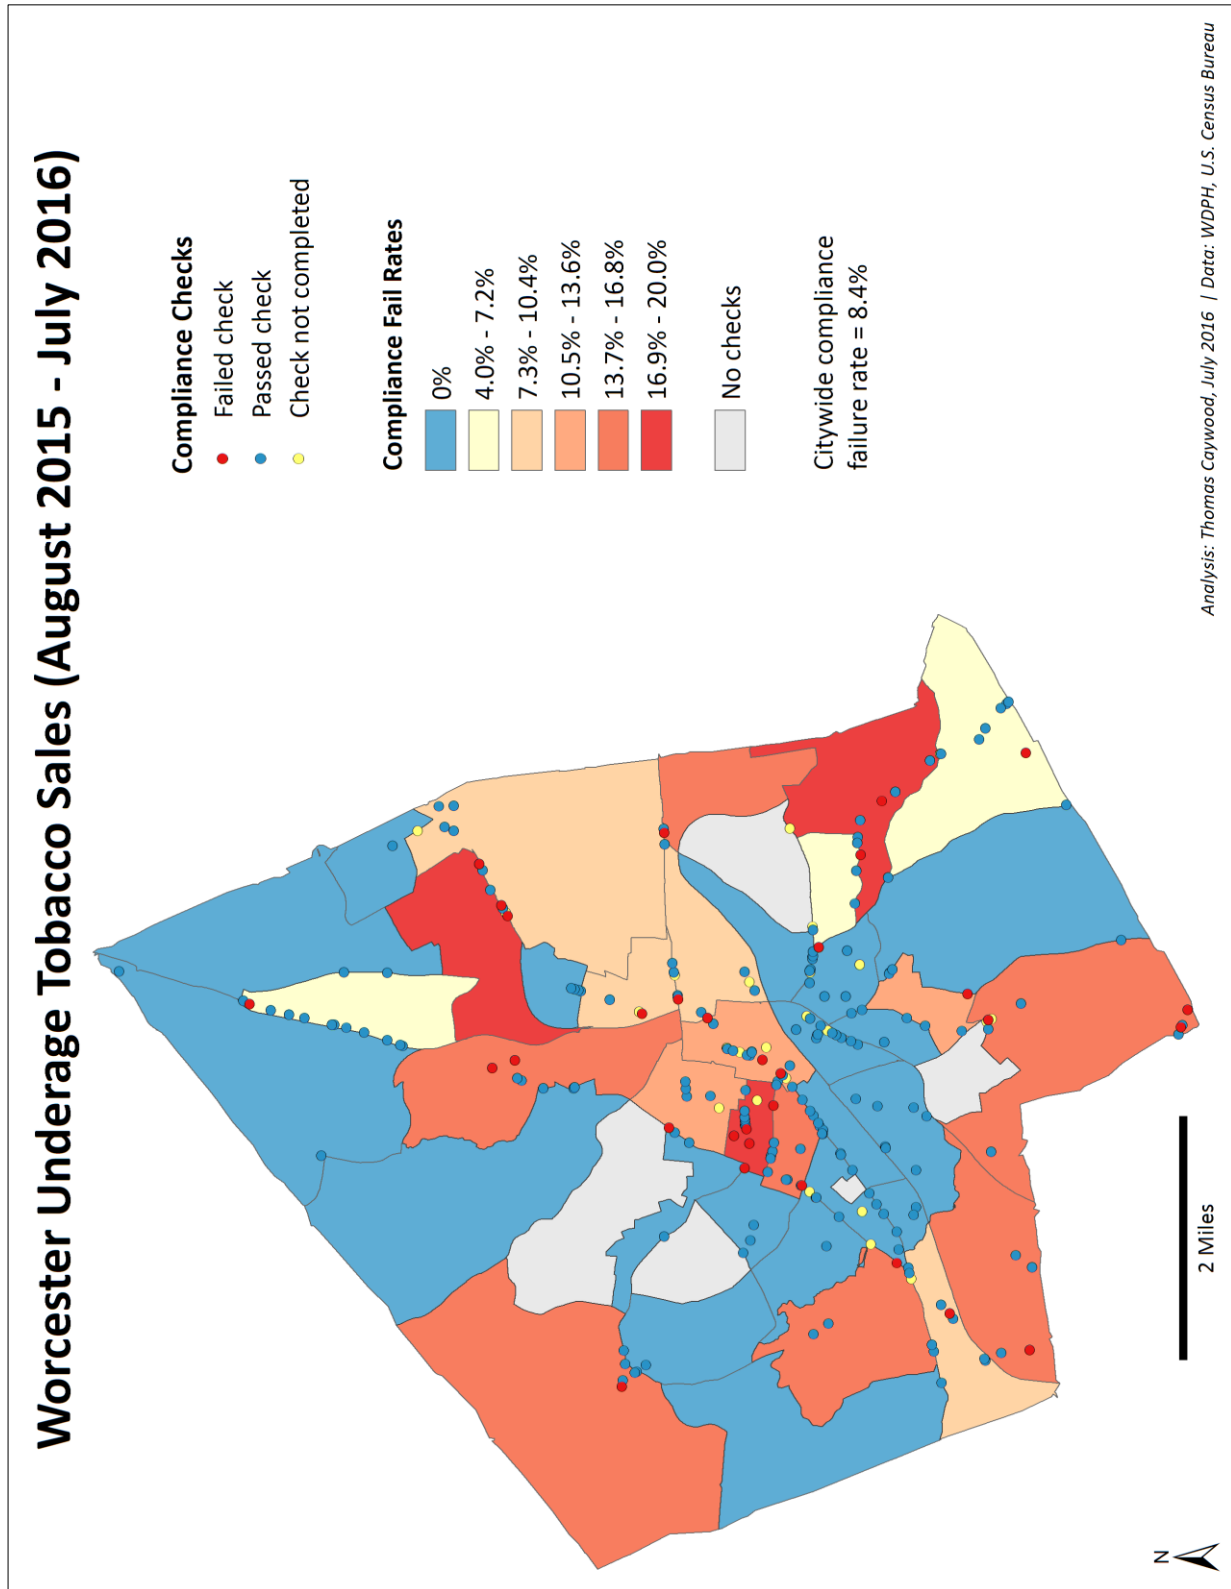 Worcester Underage Tobacco Sales (August 2015 - July 2016)
Compliance Checks
Failed check
Passed check
Check not completed
Compliance Fail Rates
0%
4.0% - 7.2%
7.3% - 10.4%
10.5% - 13.6%
13.7% - 16.8%
16.9% - 20.0%
No checks
Citywide compliance
failure rate = 8.4%
N
2 Miles
Analysis: Thomas Caywood, July 2016 | Data: WDPH, U.S. Census Bureau